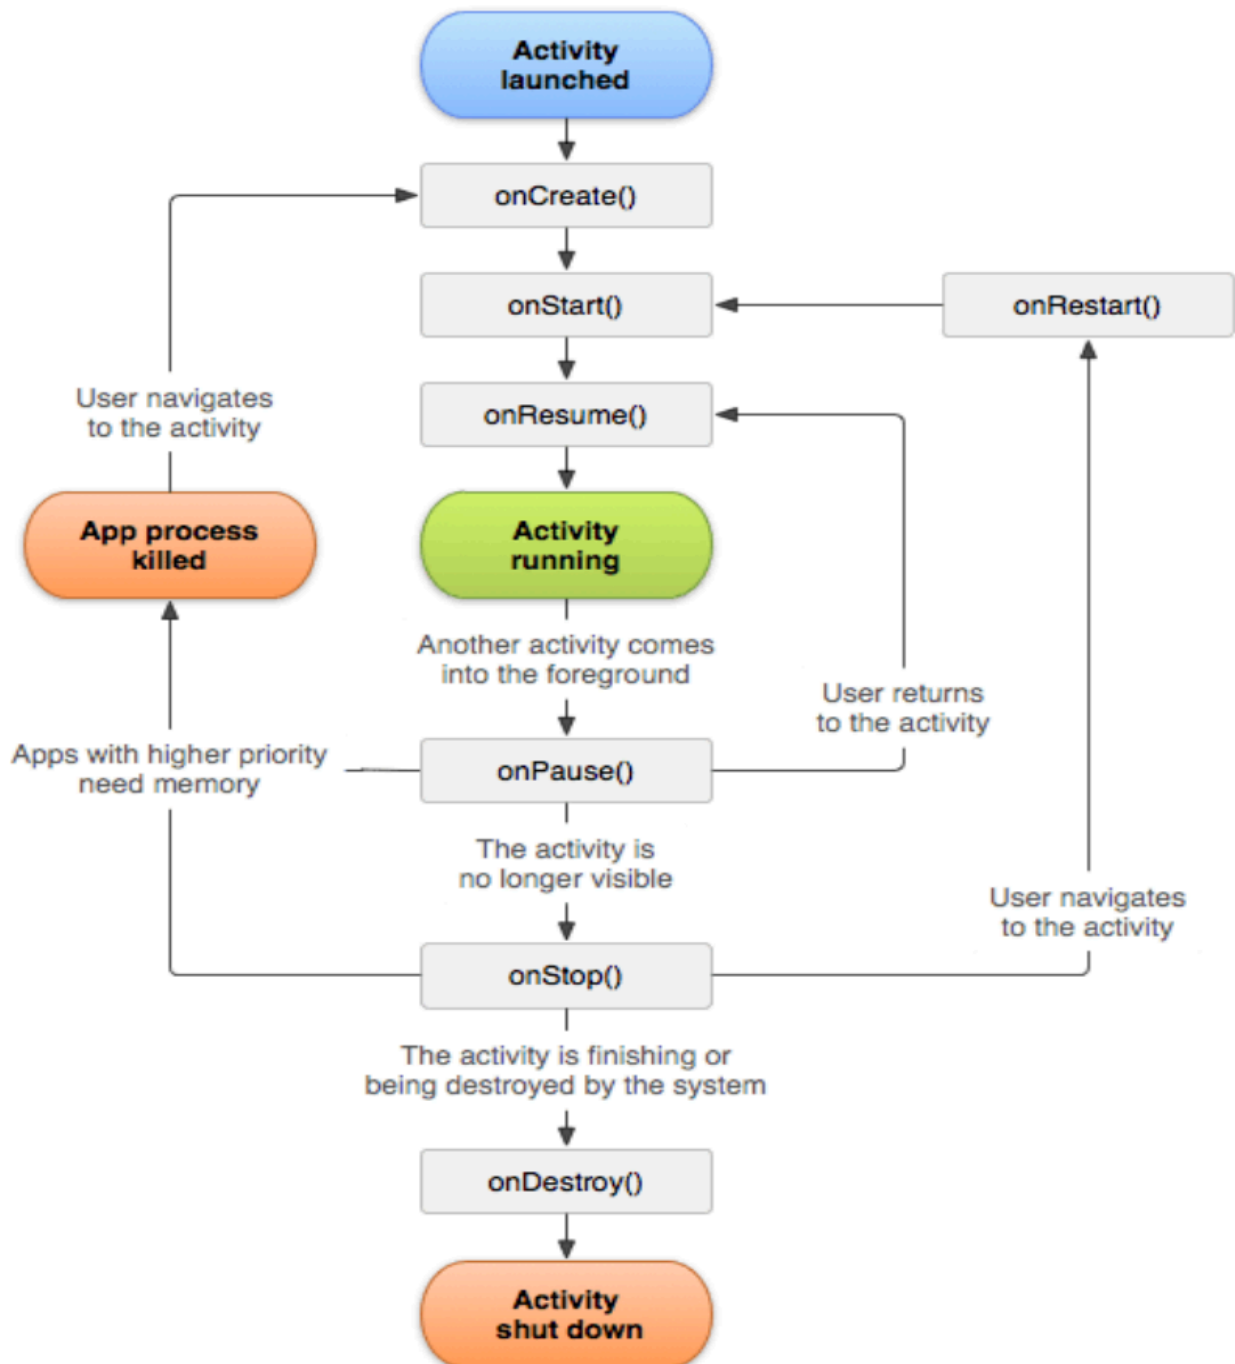 Activity
launched
onCreate()
onStart()
onRestart()
onResume()
User navigates
to the activity
App process
killed
Activity
running
Another activity comes
into the foreground
User returns
to the activity
Apps with higher priority
need memory
onPause()
The activity is
no longer visible
User navigates
to the activity
onStop()
The activity is finishing or
being destroyed by the system
onDestroy()
Activity
shut down